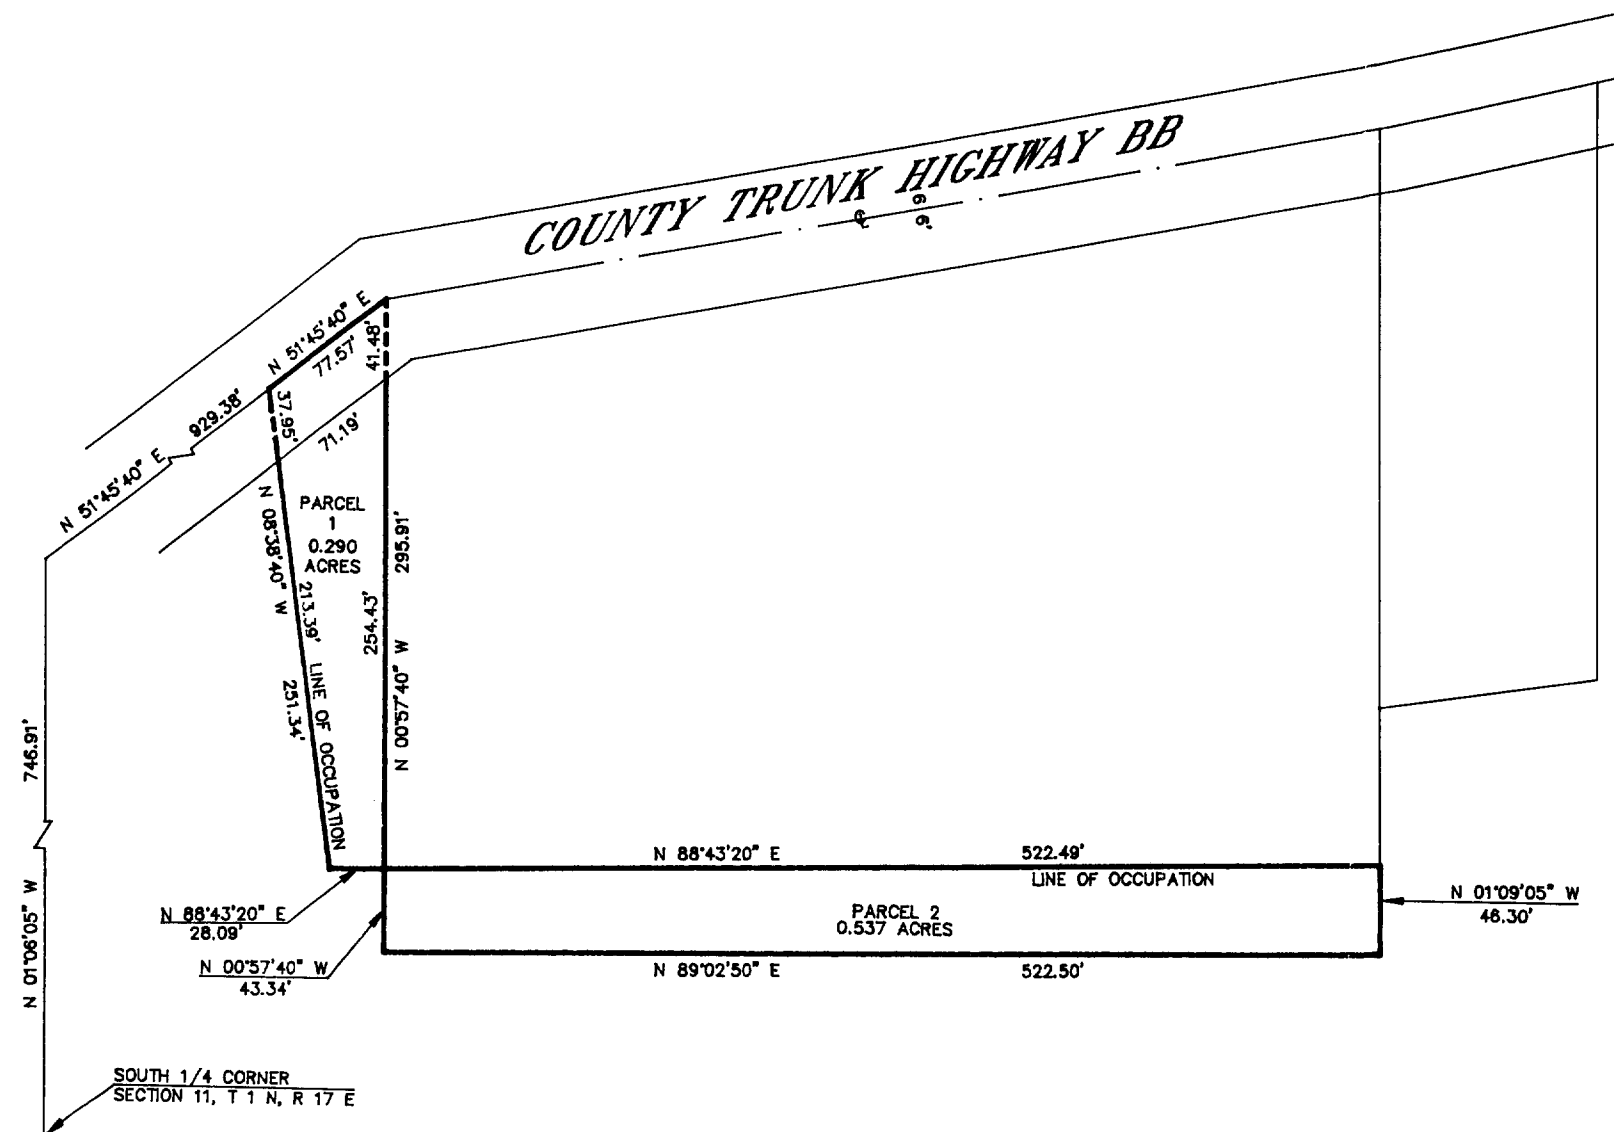 COUNTY TRUNK HIGHWAY BB
66'
N 51°45'40" E
77.57'
41.48'
37.95'
71.19'
929.38'
N 51°45'40" E
PARCEL
1
0.290
ACRES
N 08°38'40" W
213.39'
LINE OF OCCUPATION
251.34'
295.91'
254.43'
N 00°57'40" W
746.91'
N 01°06'05" W
N 88°43'20" E
522.49'
LINE OF OCCUPATION
PARCEL 2
0.537 ACRES
N 01°09'05" W
46.30'
N 88°43'20" E
28.09'
N 00°57'40" W
43.34'
N 89°02'50" E
522.50'
SOUTH 1/4 CORNER
SECTION 11, T 1 N, R 17 E